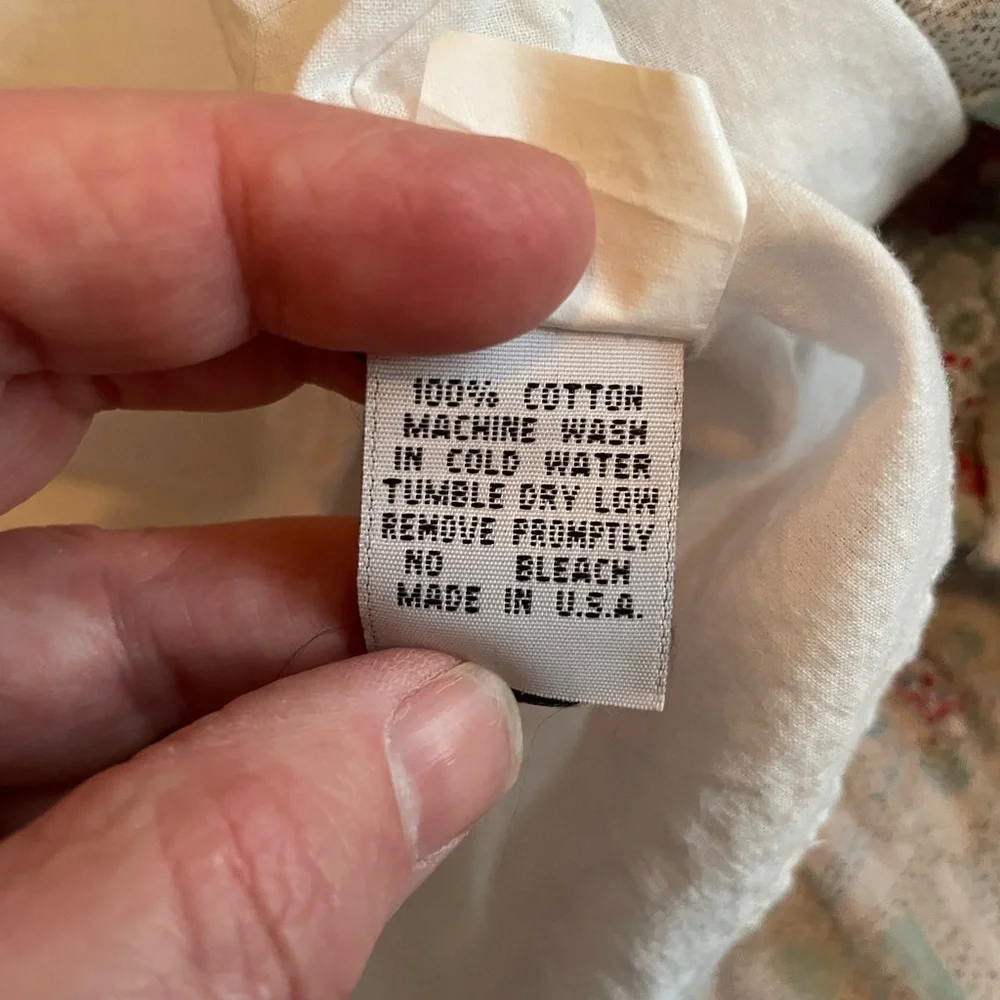 100% COTTON
MACHINE WASH
IN COLD WATER
TUMBLE DRY LOW
REMOVE PROMPTLY
NO BLEACH
MADE IN U.S.A.